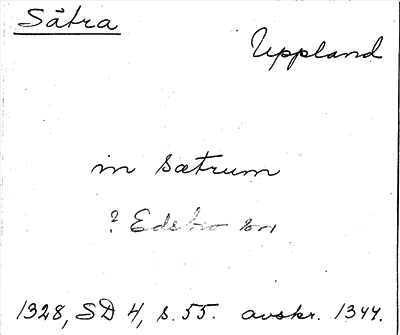 Sätra
Uppland
in Sætrum
? Edebo sn
1328, SD 4, s. 55. avskr. 1344.